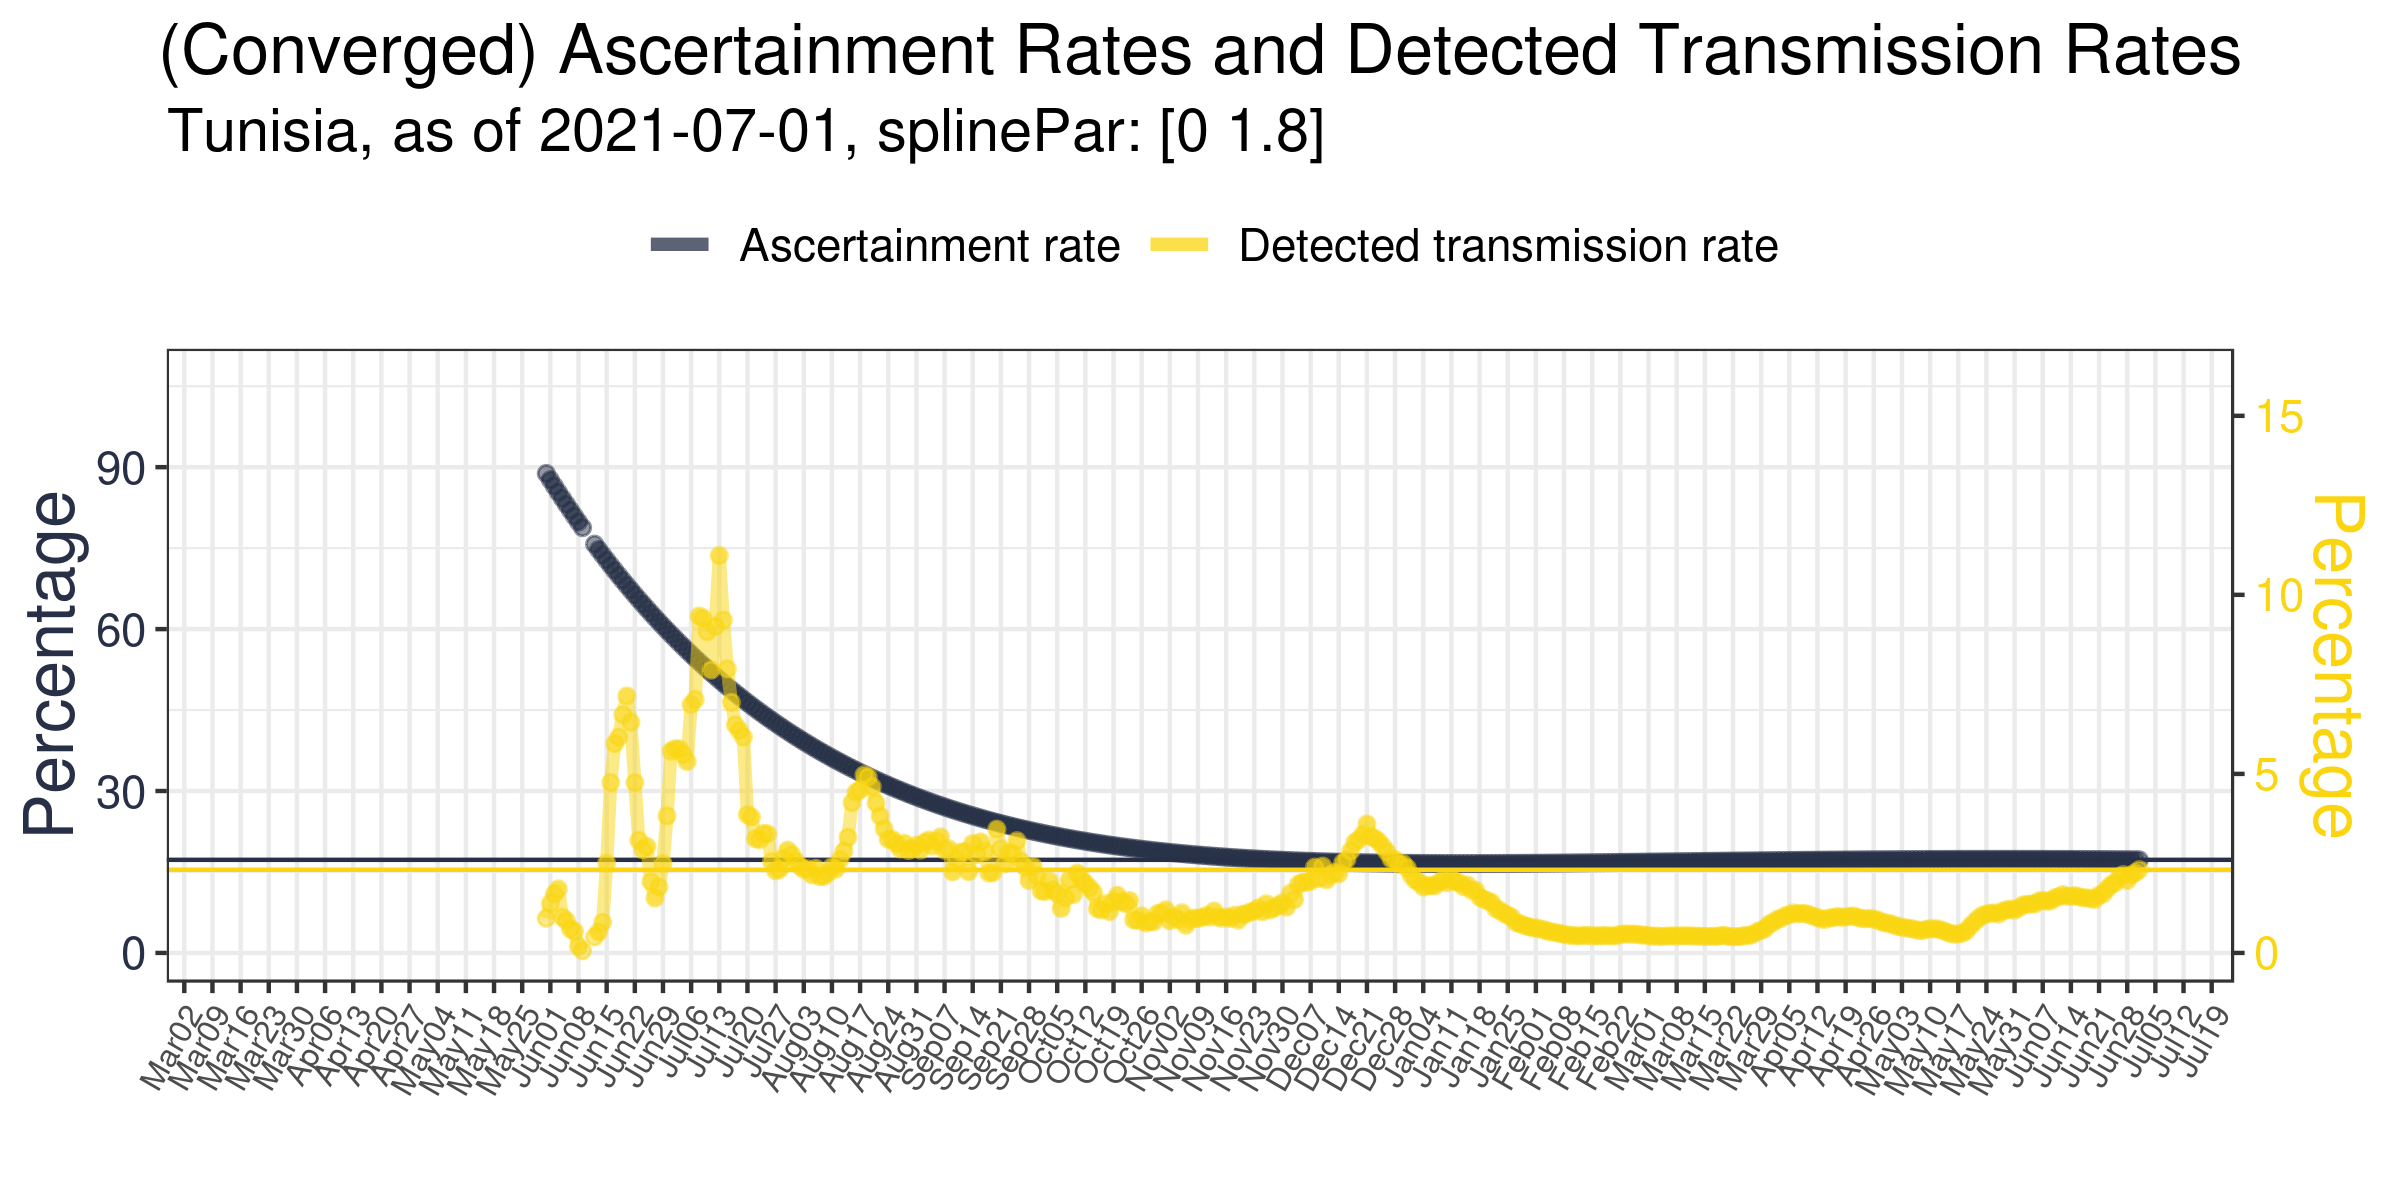 (Converged) Ascertainment Rates and Detected Transmission Rates
Tunisia, as of 2021-07-01, splinePar: [0 1.8]
Ascertainment rate Detected transmission rate
Percentage
90
60
30
0
15
10
5
0
Percentage
Mar02 Mar09 Mar16 Mar23 Mar30 Apr06 Apr13 Apr20 Apr27 May04 May11 May18 May25 Jun01 Jun08 Jun15 Jun22 Jun29 Jul06 Jul13 Jul20 Jul27 Aug03 Aug10 Aug17 Aug24 Aug31 Sep07 Sep14 Sep21 Sep28 Oct05 Oct12 Oct19 Oct26 Nov02 Nov09 Nov16 Nov23 Nov30 Dec07 Dec14 Dec21 Dec28 Jan04 Jan11 Jan18 Jan25 Feb01 Feb08 Feb15 Feb22 Mar01 Mar08 Mar15 Mar22 Mar29 Apr05 Apr12 Apr19 Apr26 May03 May10 May17 May24 May31 Jun07 Jun14 Jun21 Jun28 Jul05 Jul12 Jul19